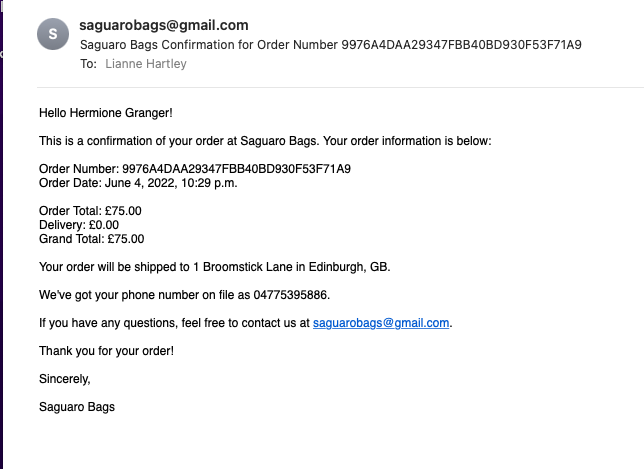 S
saguarobags@gmail.com
Saguaro Bags Confirmation for Order Number 9976A4DAA29347FBB40BD930F53F71A9
To: Lianne Hartley
Hello Hermione Granger!
This is a confirmation of your order at Saguaro Bags. Your order information is below:
Order Number: 9976A4DAA29347FBB40BD930F53F71A9
Order Date: June 4, 2022, 10:29 p.m.
Order Total: £75.00
Delivery: £0.00
Grand Total: £75.00
Your order will be shipped to 1 Broomstick Lane in Edinburgh, GB.
We've got your phone number on file as 04775395886.
If you have any questions, feel free to contact us at saguarobags@gmail.com.
Thank you for your order!
Sincerely,
Saguaro Bags